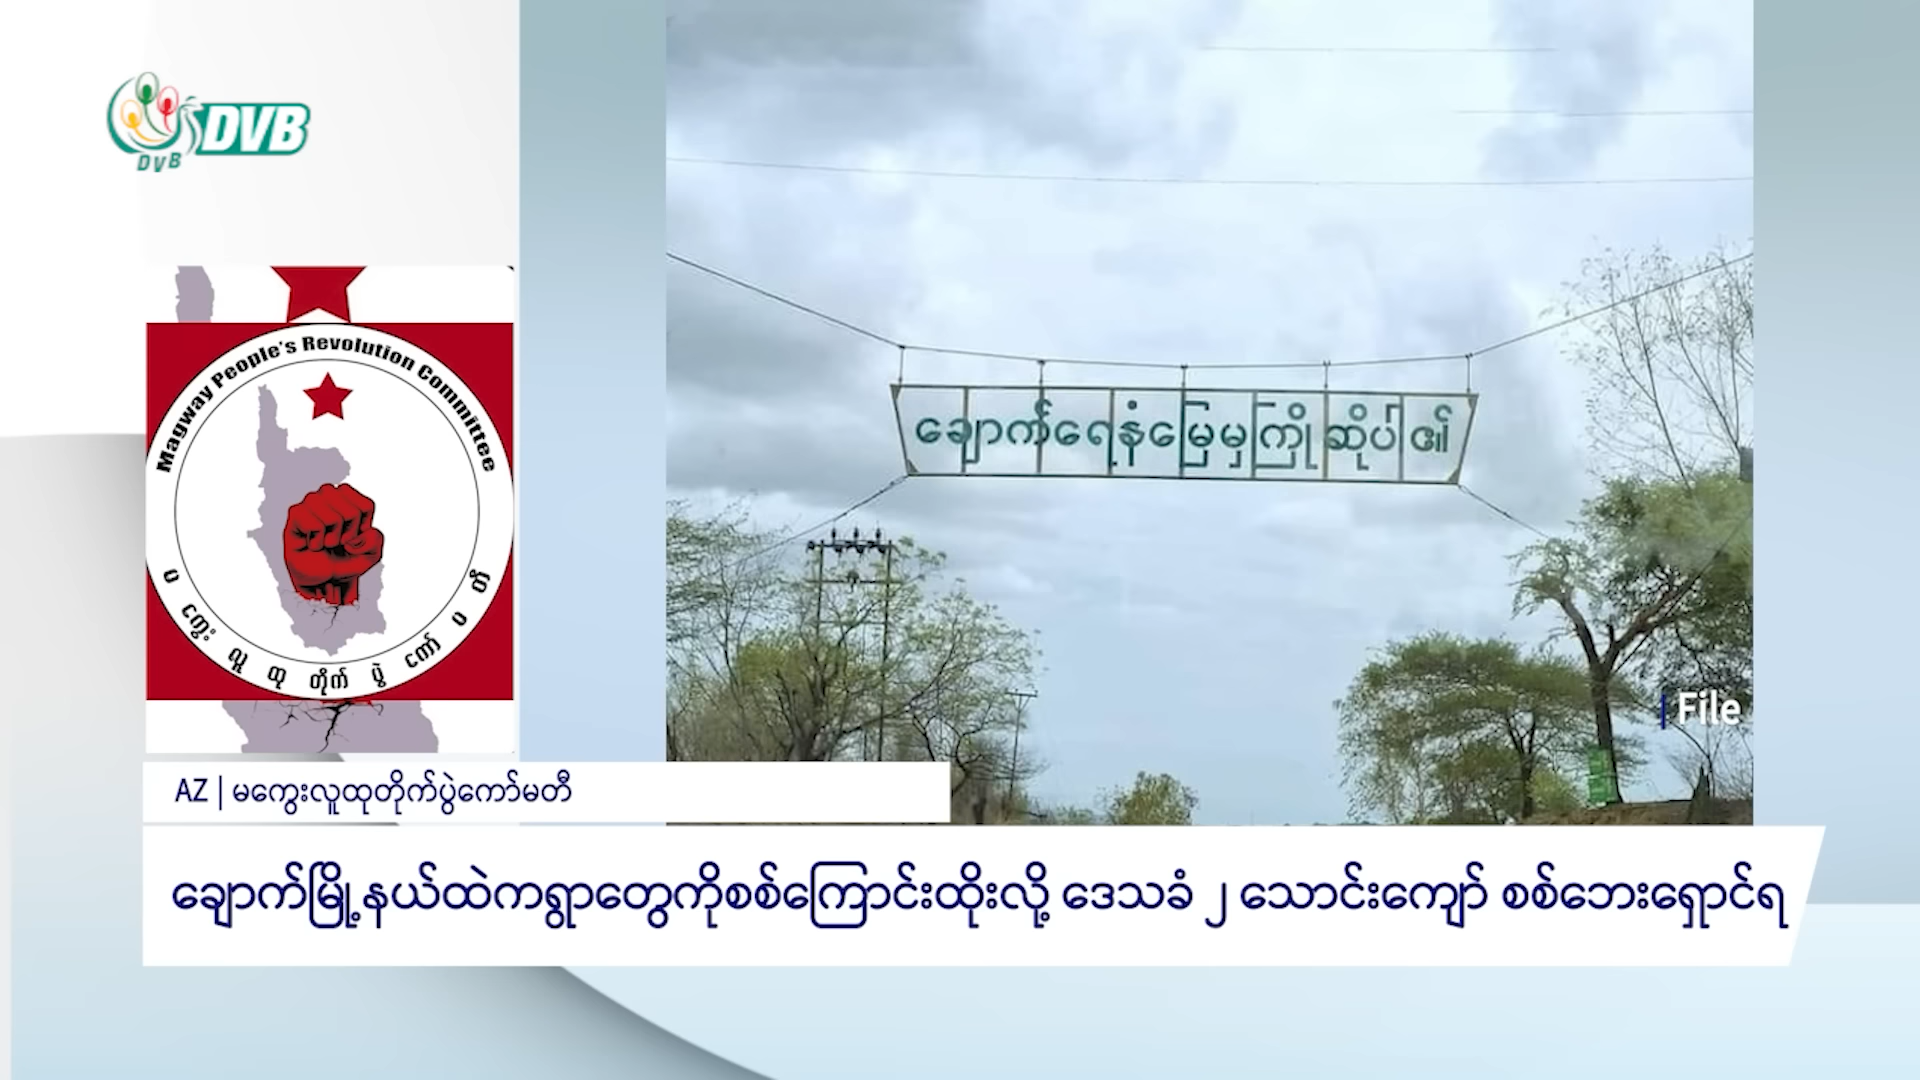 DVB
DVB
Magway People's Revolution Committee
မကွေးလူထုတိုက်ပွဲကော်မတီ
ချောက်ရေနံမြေမှကြိုဆိုပါ၏
File
AZ | မကွေးလူထုတိုက်ပွဲကော်မတီ
ချောက်မြို့နယ်ထဲကရွာတွေကိုစစ်ကြောင်းထိုးလို့ ဒေသခံ ၂ သောင်းကျော် စစ်ဘေးရှောင်ရ